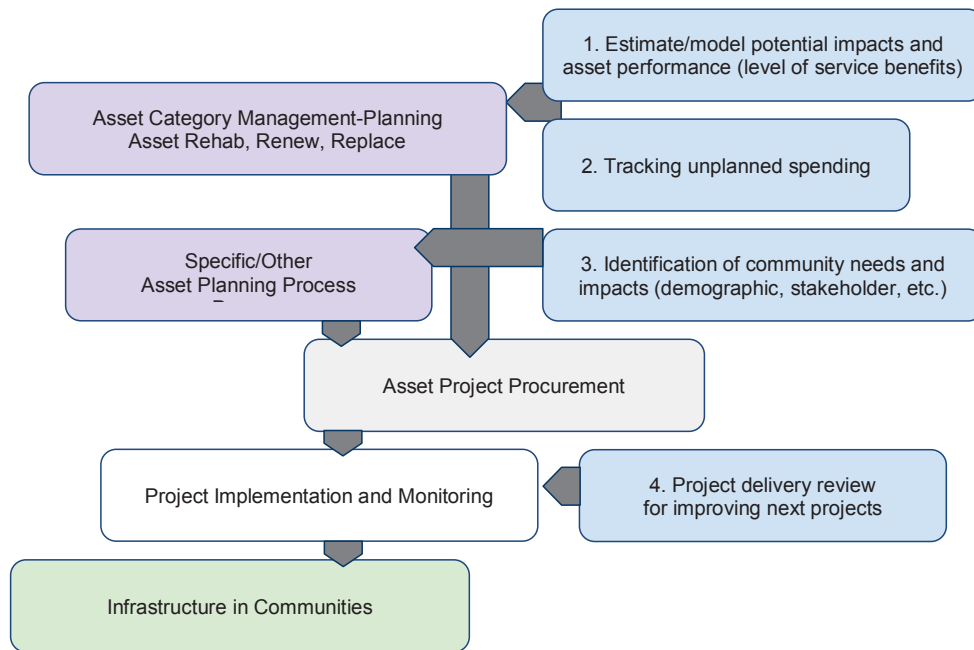 1. Estimate/model potential impacts and
asset performance (level of service benefits)
Asset Category Management-Planning
Asset Rehab, Renew, Replace
2. Tracking unplanned spending
Specific/Other
Asset Planning Process
3. Identification of community needs and
impacts (demographic, stakeholder, etc.)
Asset Project Procurement
Project Implementation and Monitoring
4. Project delivery review
for improving next projects
Infrastructure in Communities